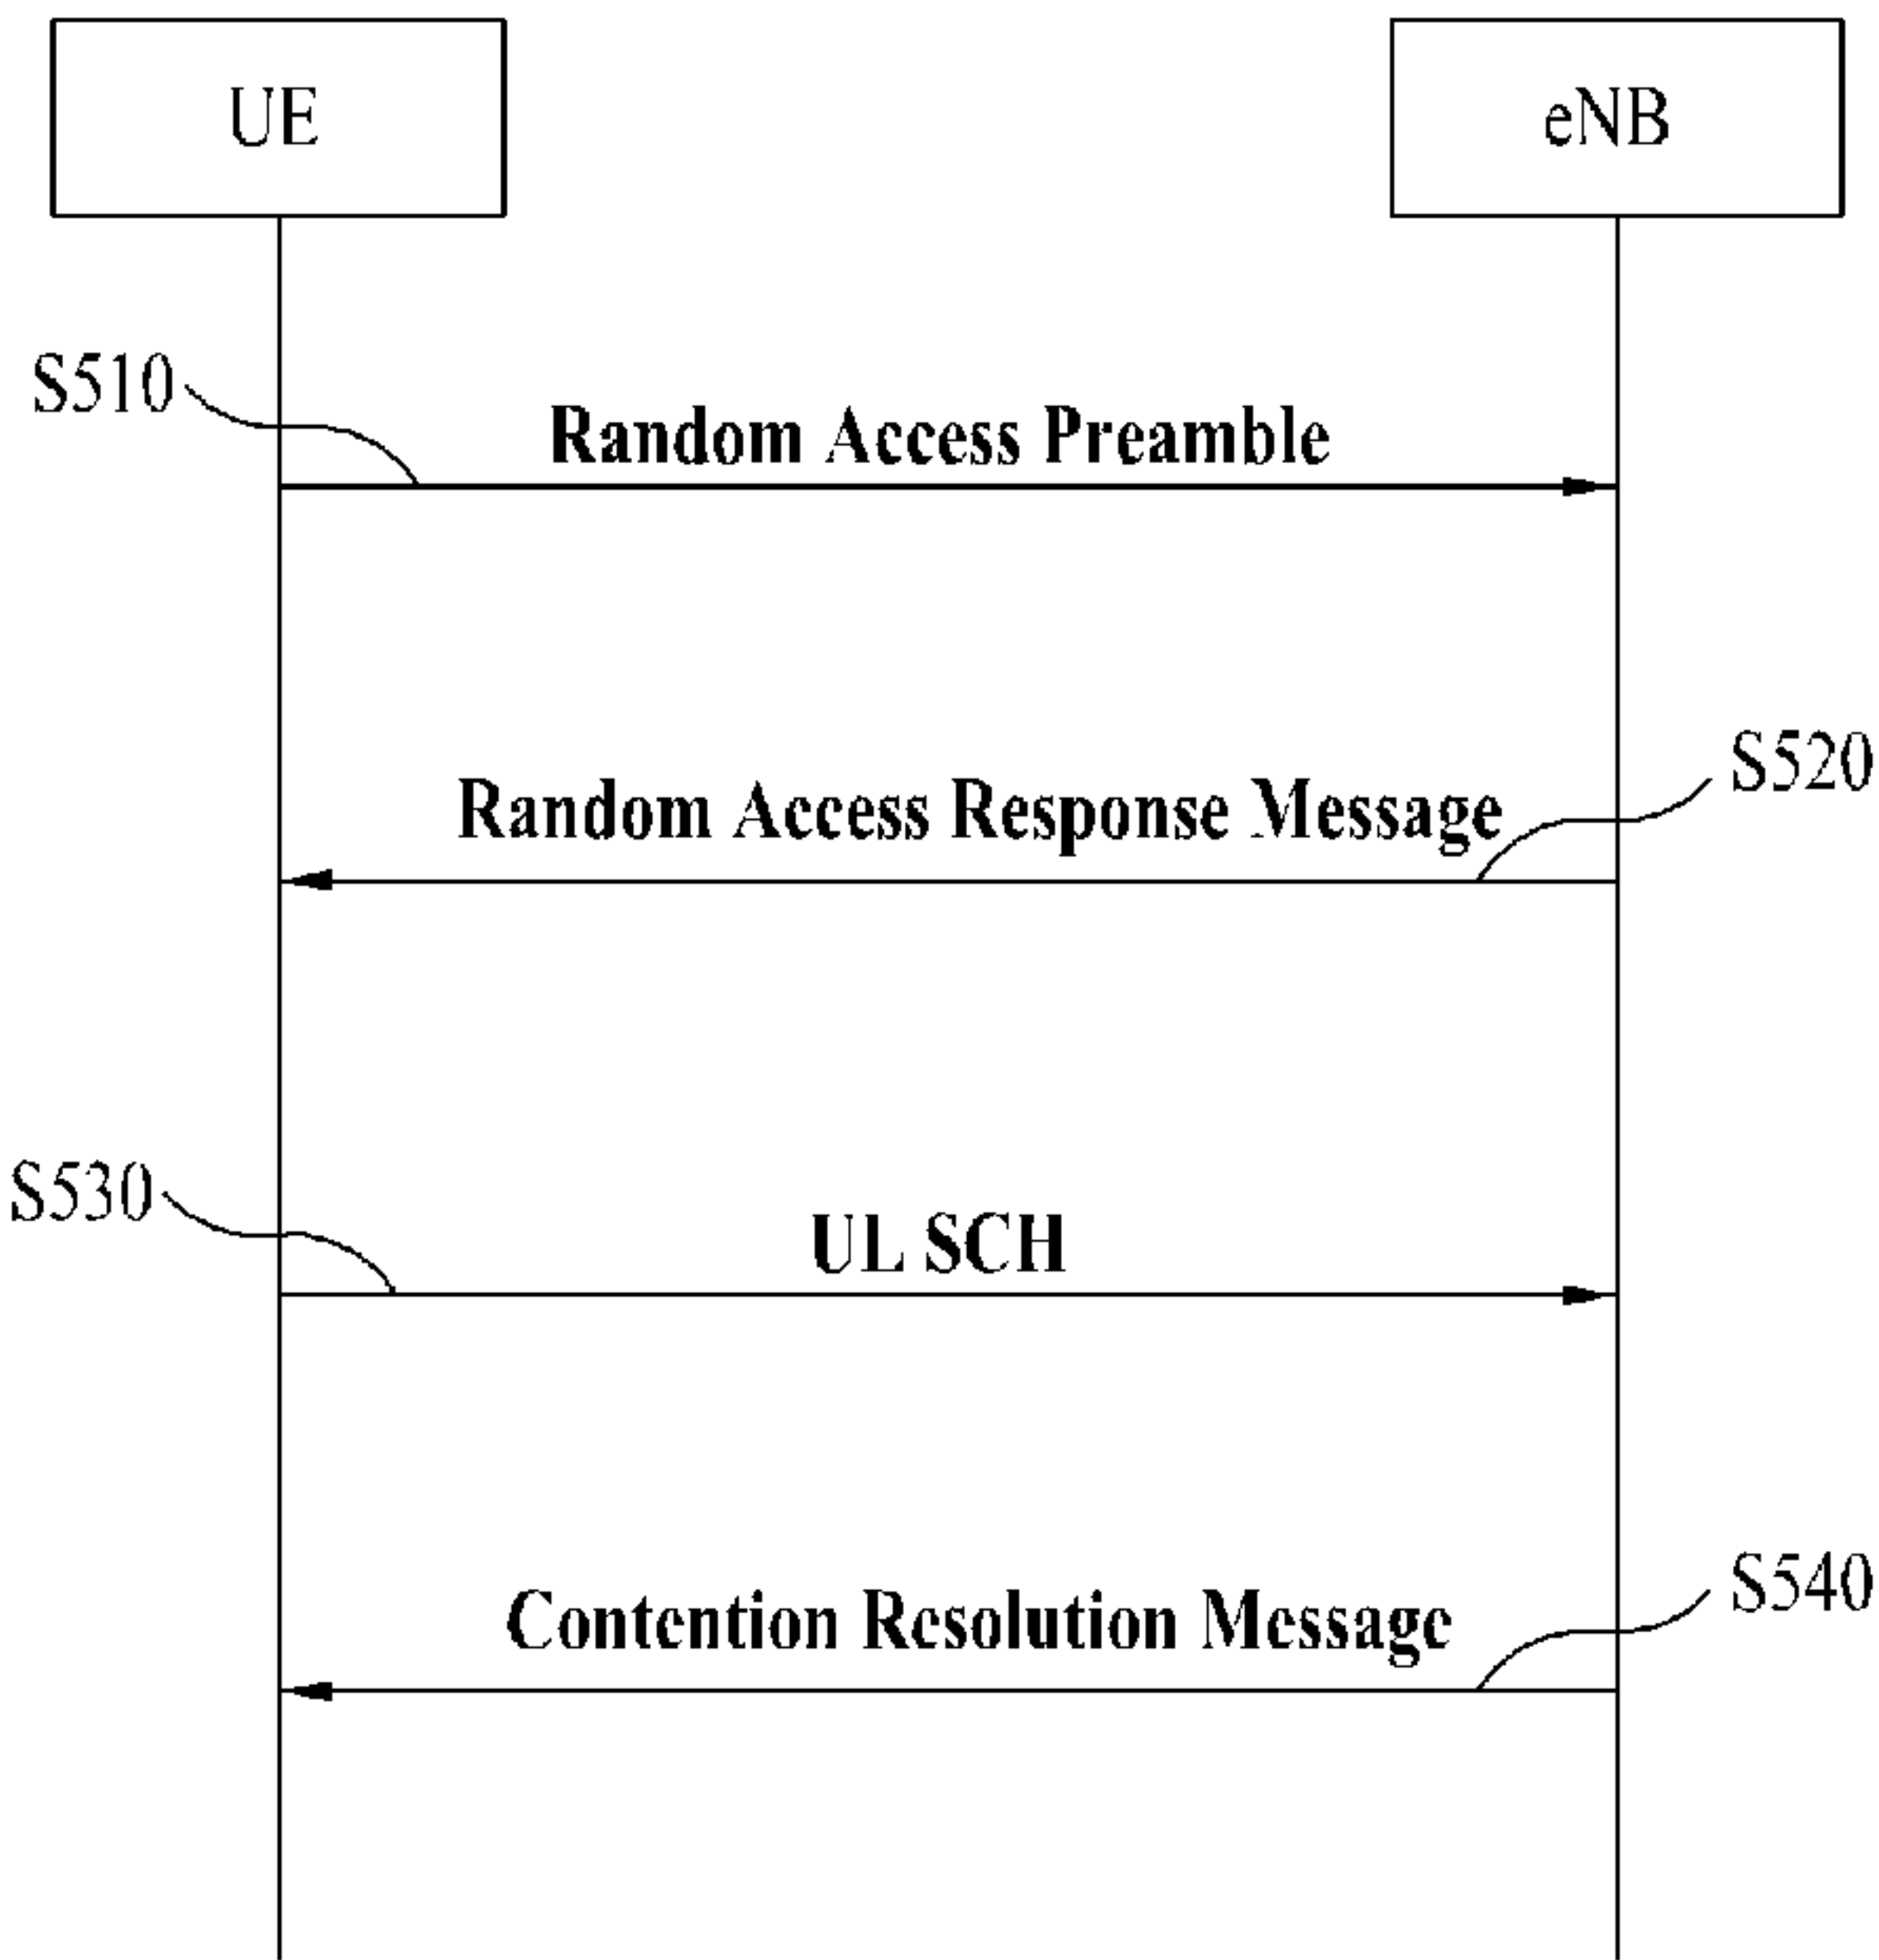 UE
eNB
S510
Random Access Preamble
S520
Random Access Response Message
S530
UL SCH
S540
Contention Resolution Message